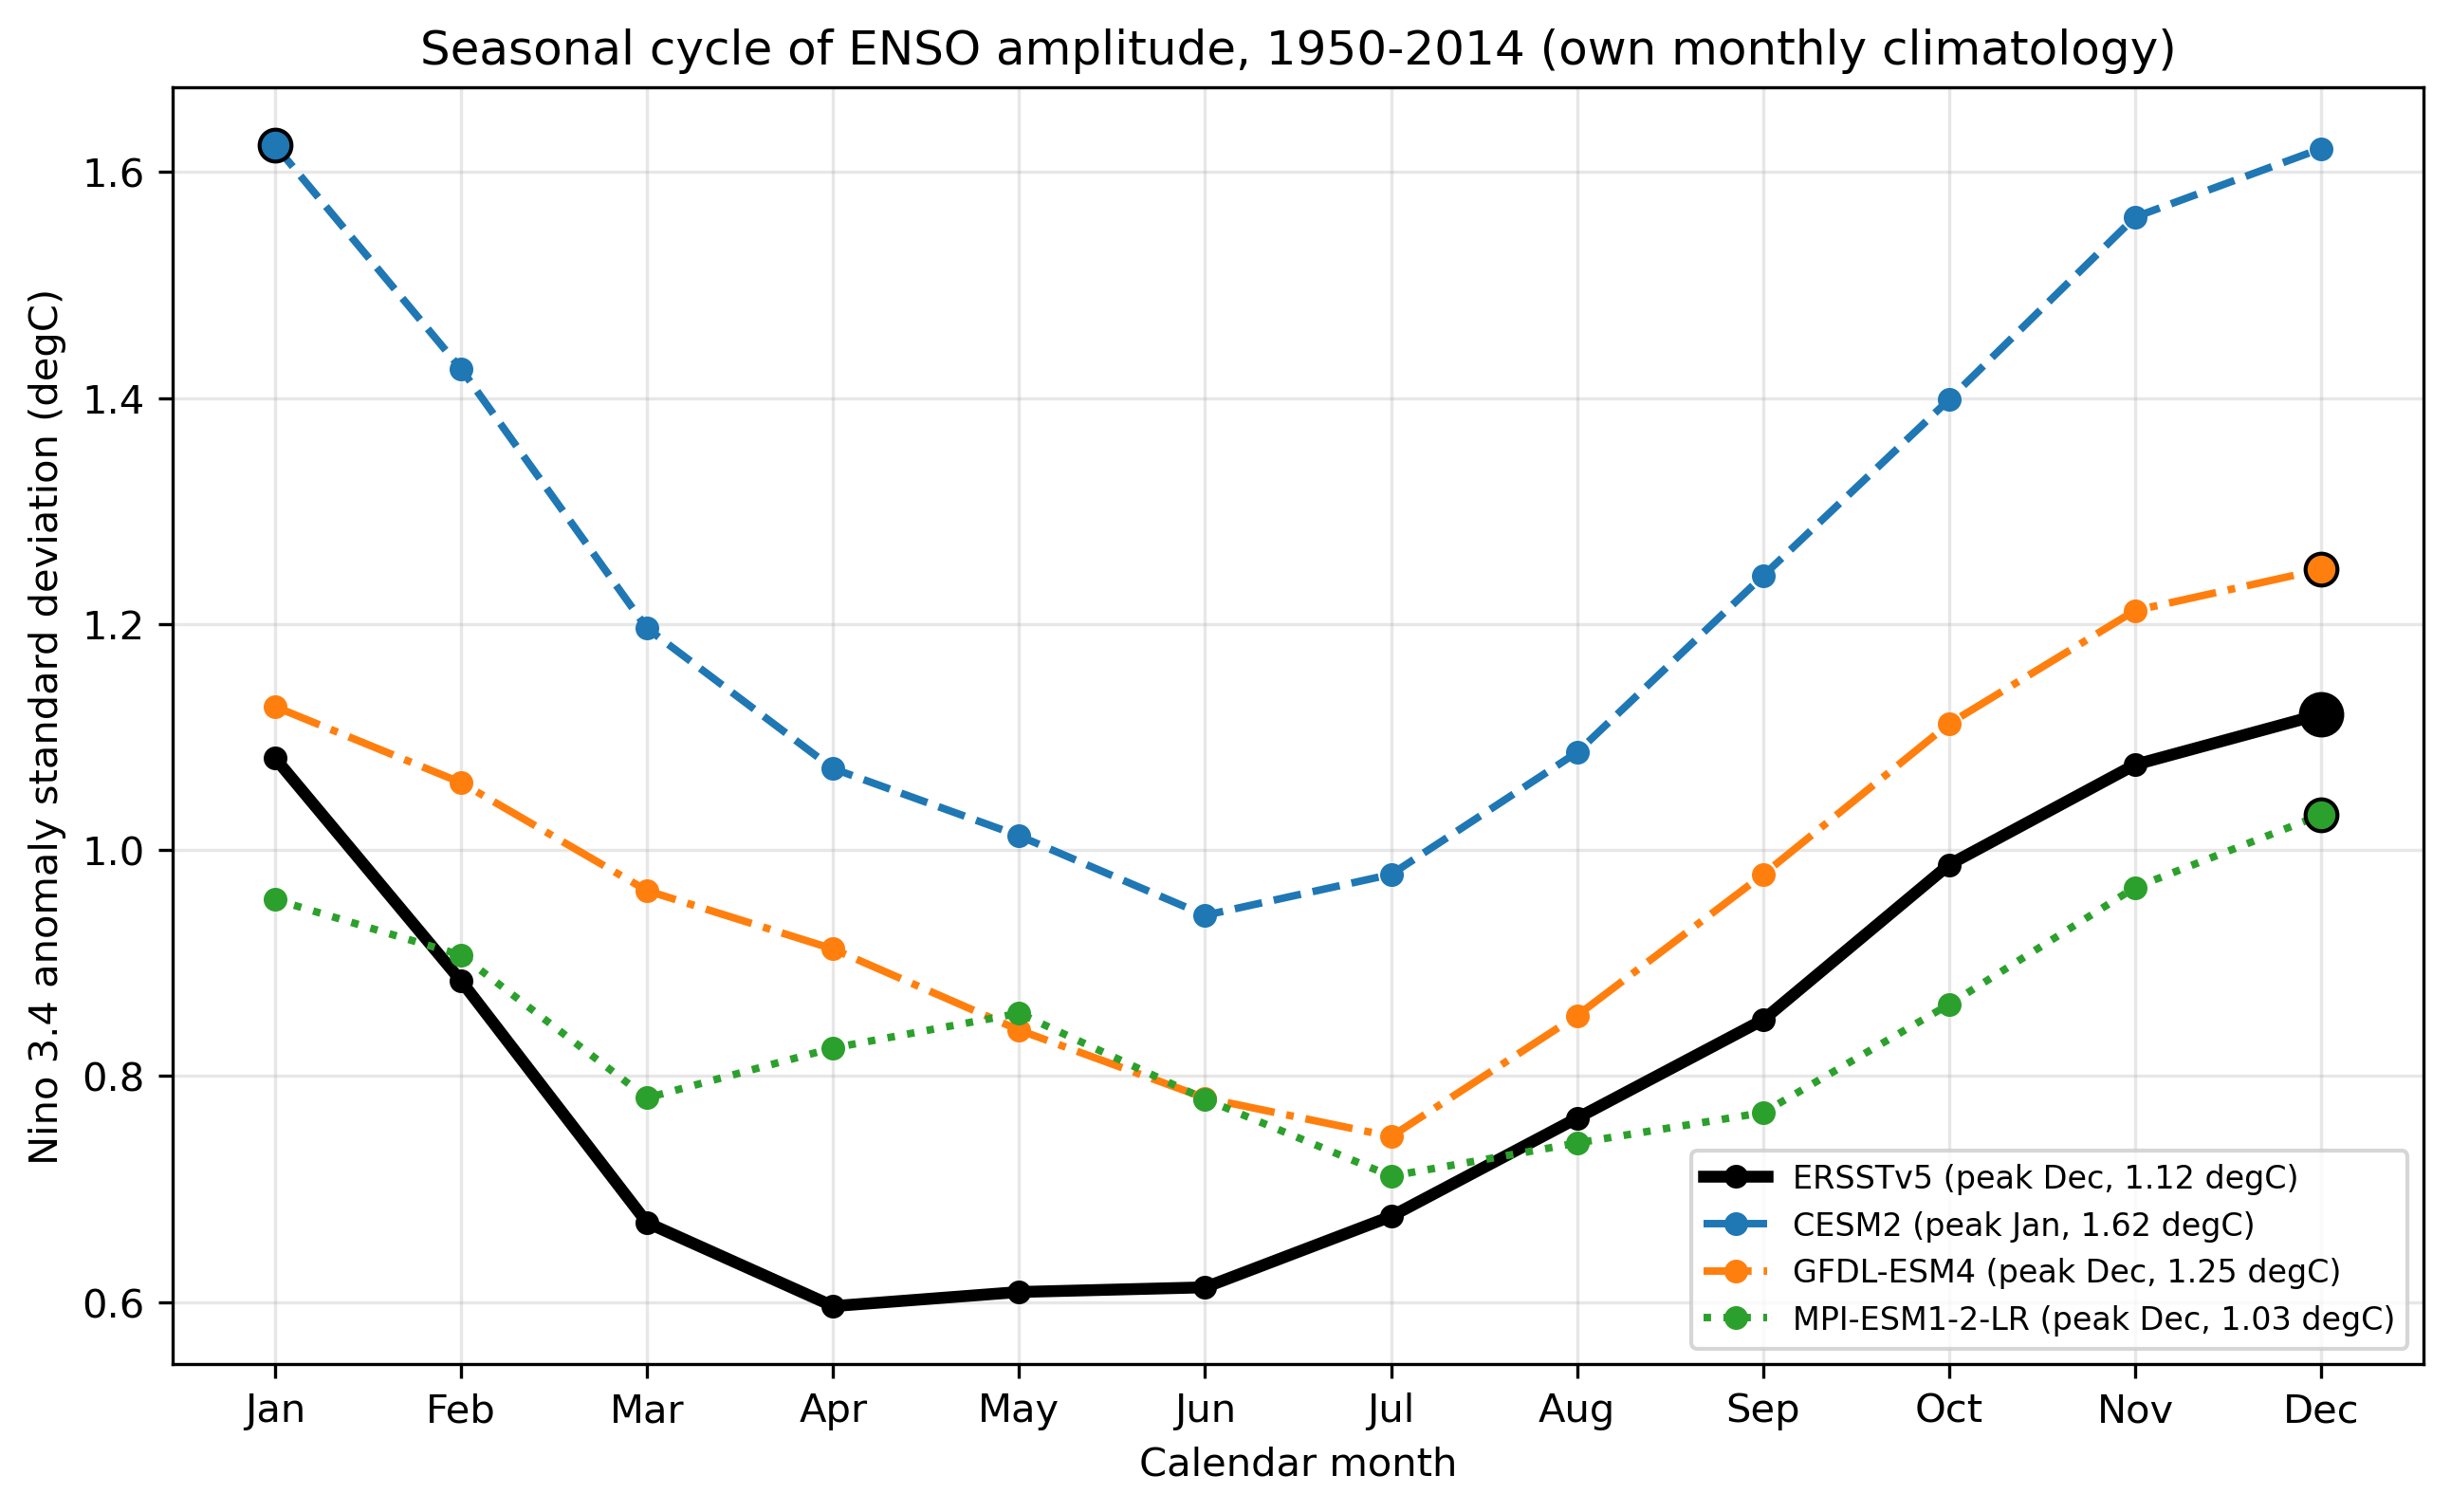 Seasonal cycle of ENSO amplitude, 1950-2014 (own monthly climatology)
Nino 3.4 anomaly standard deviation (degC)
1.6
1.4
1.2
1.0
0.8
0.6
ERSSTv5 (peak Dec, 1.12 degC)
CESM2 (peak Jan, 1.62 degC)
GFDL-ESM4 (peak Dec, 1.25 degC)
MPI-ESM1-2-LR (peak Dec, 1.03 degC)
Jan Feb Mar Apr May Jun Jul Aug Sep Oct Nov Dec
Calendar month